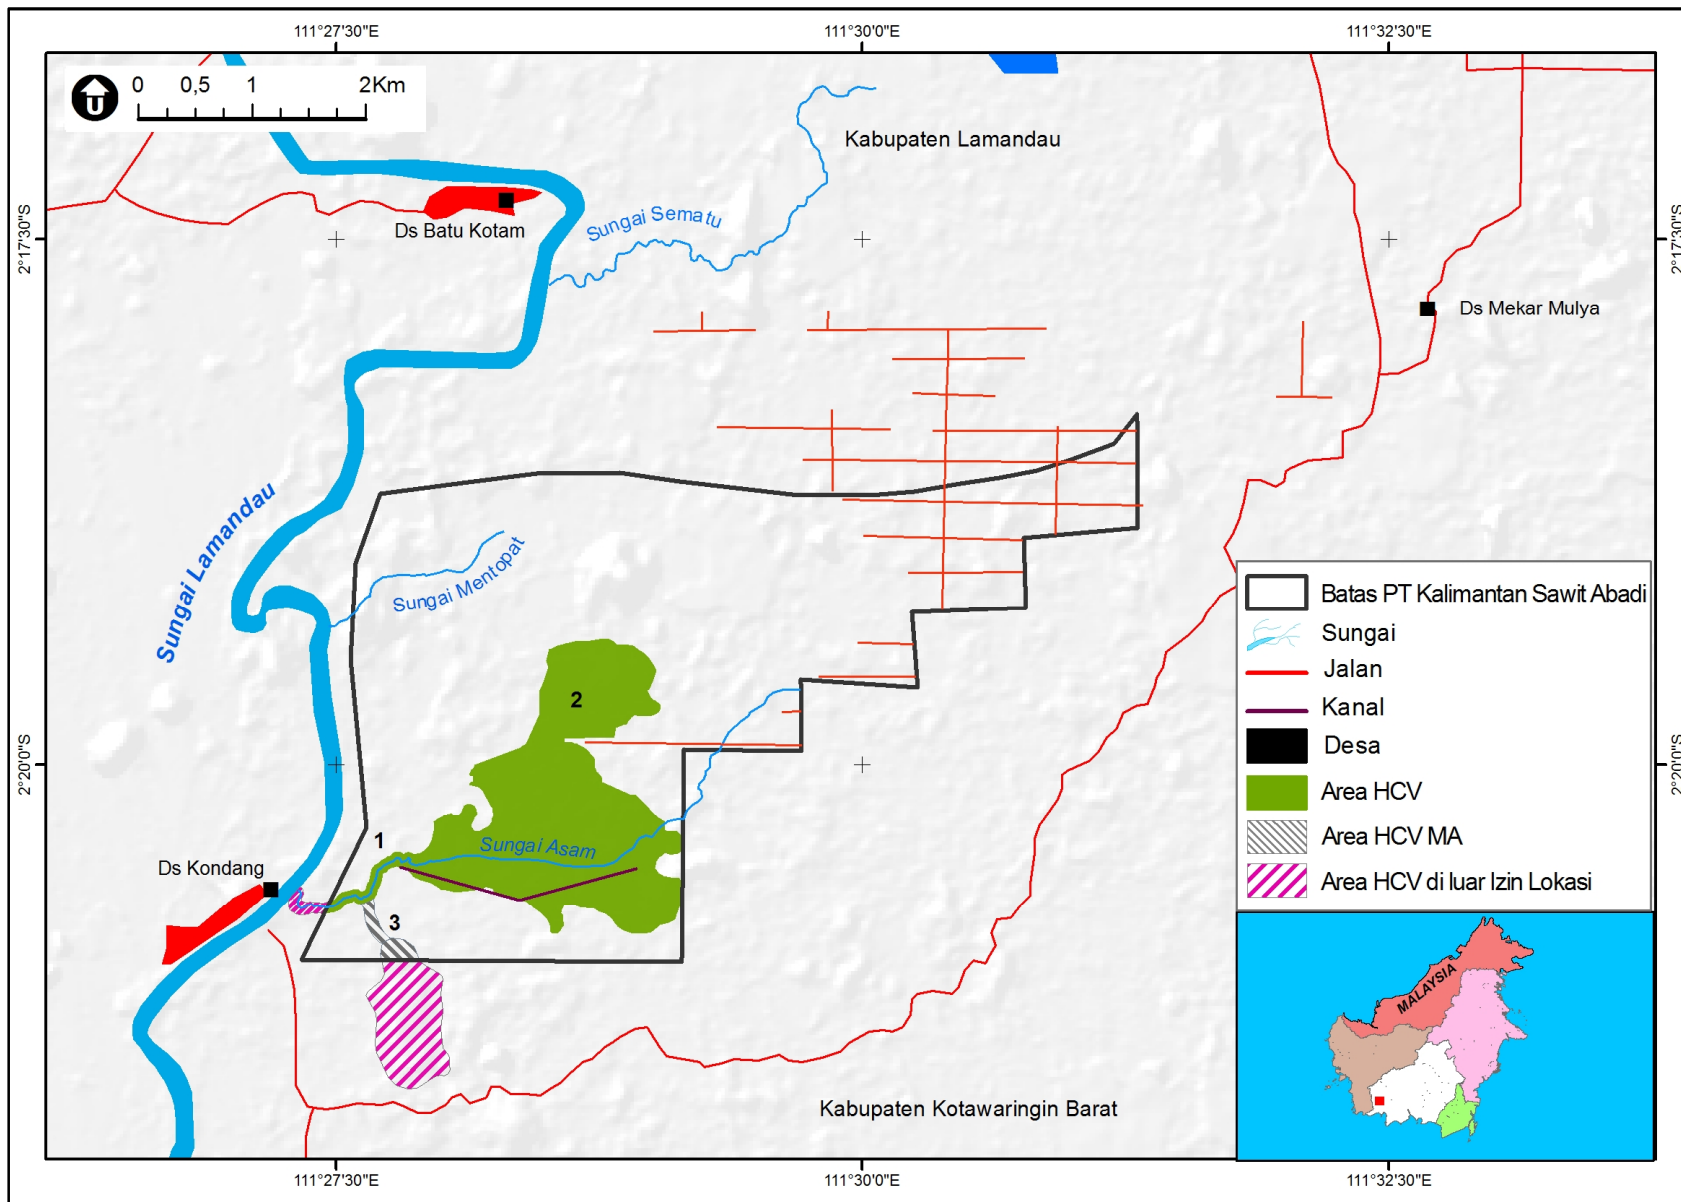 111°27'30"E
111°30'0"E
111°32'30"E
U
0 0,5 1 2Km
Kabupaten Lamandau
Sungai Sematu
Ds Batu Kotam
2°17'30"S
2°17'30"S
Ds Mekar Mulya
Sungai Lamandau
Sungai Mentopat
2
2°20'0"S
2°20'0"S
1
Sungai Asam
Ds Kondang
3
Kabupaten Kotawaringin Barat
Batas PT Kalimantan Sawit Abadi
Sungai
Jalan
Kanal
Desa
Area HCV
Area HCV MA
Area HCV di luar Izin Lokasi
MALAYSIA
111°27'30"E
111°30'0"E
111°32'30"E